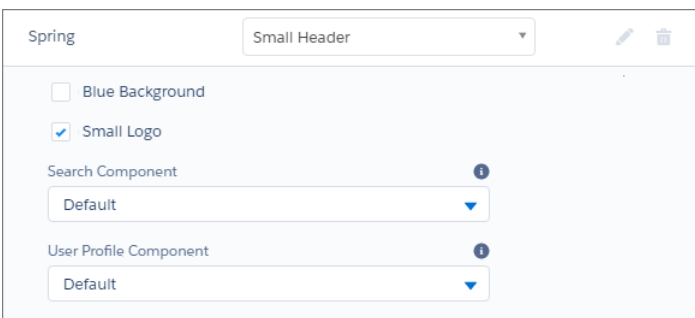 Spring Small Header
Blue Background
Small Logo
Search Component
Default
User Profile Component
Default